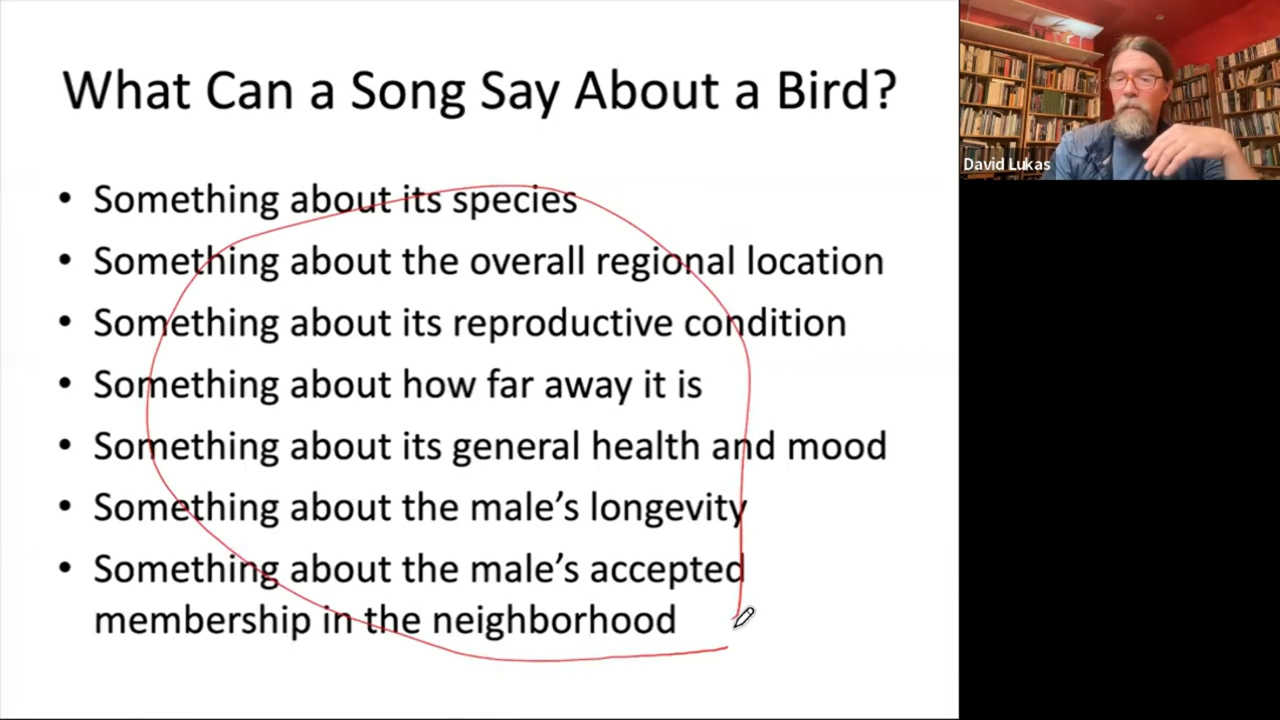 What Can a Song Say About a Bird?
• Something about its species
• Something about the overall regional location
• Something about its reproductive condition
• Something about how far away it is
• Something about its general health and mood
• Something about the male’s longevity
• Something about the male’s accepted
membership in the neighborhood
David Lukas